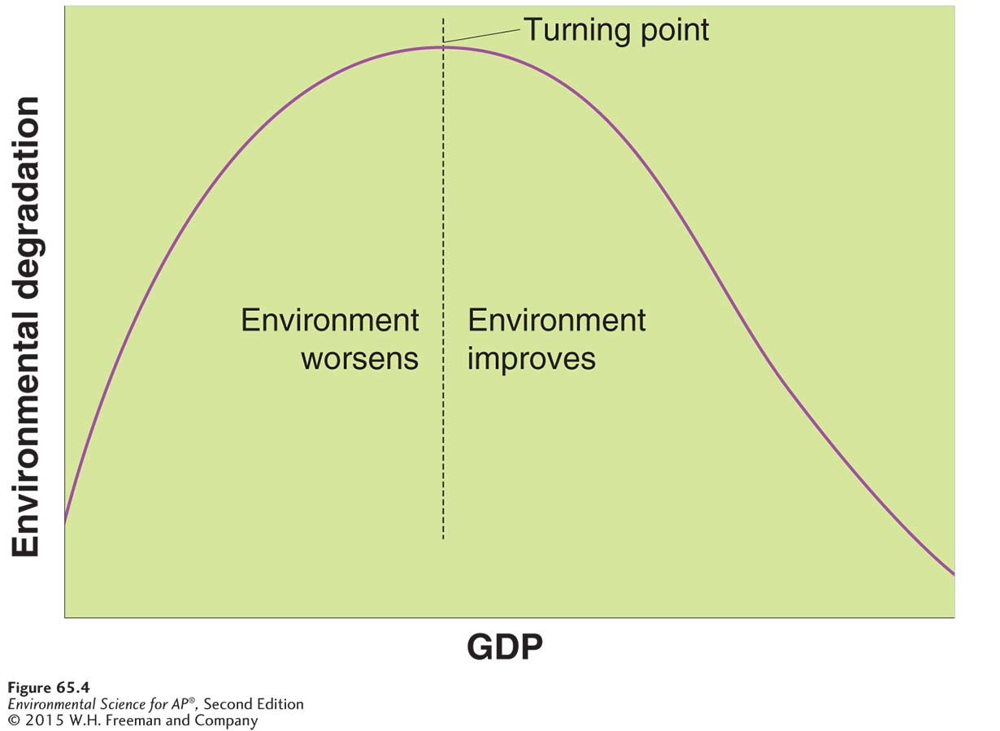 Turning point
Environmental degradation
Environment
worsens
Environment
improves
GDP
Figure 65.4
Environmental Science for AP®, Second Edition
© 2015 W.H. Freeman and Company